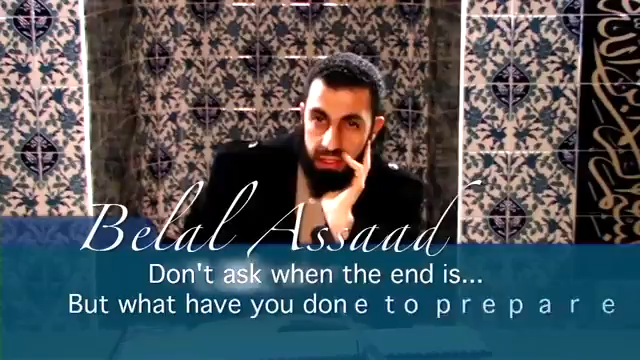 Belal Assaad
Don't ask when the end is...
But what have you done to prepare